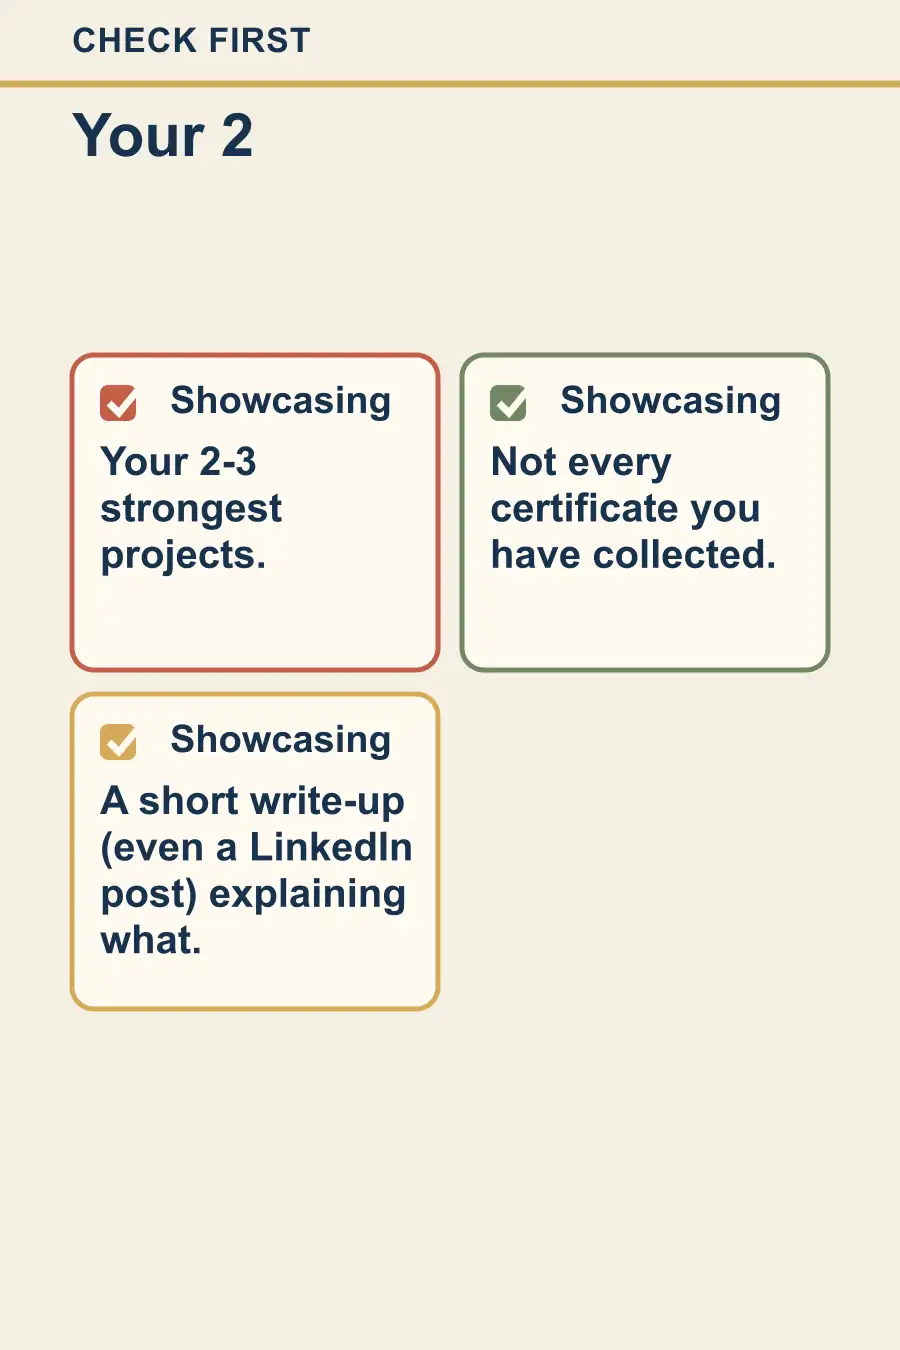 CHECK FIRST
Your 2
Showcasing
Your 2-3
strongest
projects.
Showcasing
Not every
certificate you
have collected.
Showcasing
A short write-up
(even a LinkedIn
post) explaining
what.